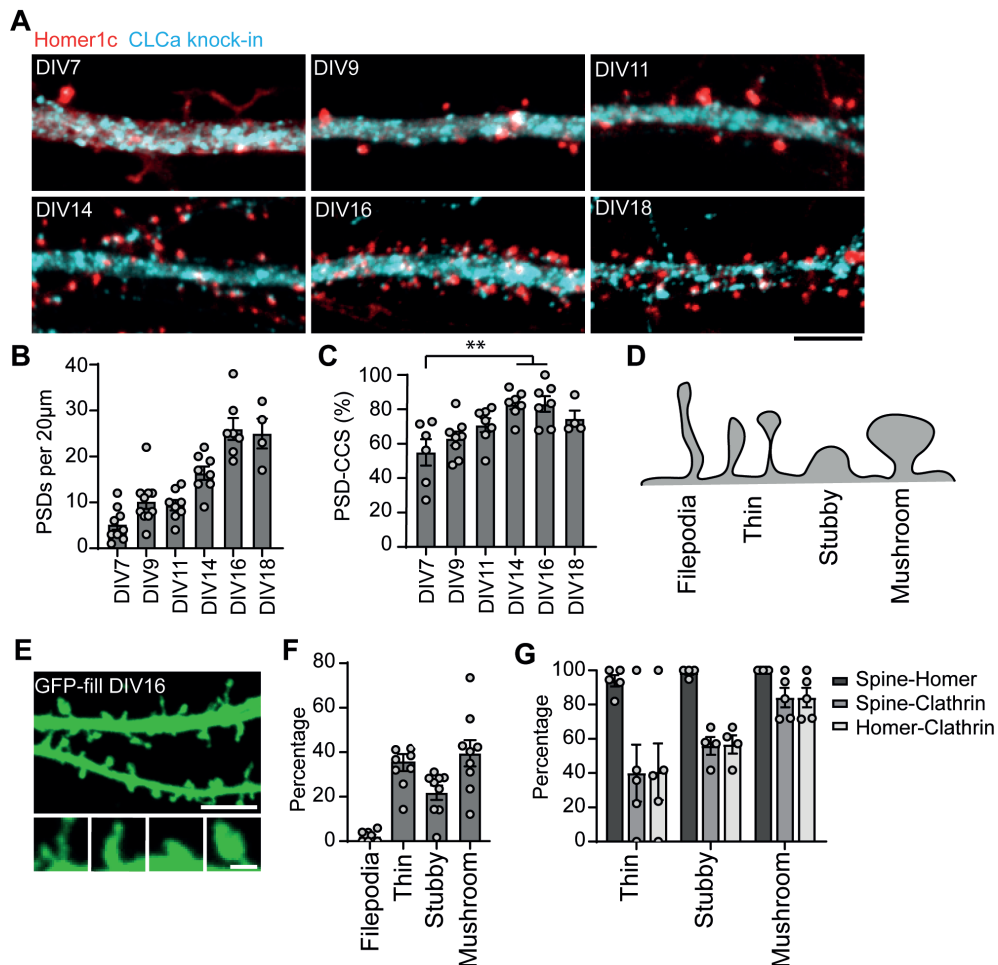 A
Homer1c CLCa knock-in
DIV7
DIV9
DIV11
DIV14
DIV16
DIV18
B
PSDs per 20µm
40
30
20
10
0
DIV7
DIV9
DIV11
DIV14
DIV16
DIV18
C
**
PSD-CCS (%)
100
80
60
40
20
0
DIV7
DIV9
DIV11
DIV14
DIV16
DIV18
D
Filepodia
Thin
Stubby
Mushroom
E
GFP-fill DIV16
F
Percentage
80
60
40
20
0
Filepodia
Thin
Stubby
Mushroom
G
Percentage
100
80
60
40
20
0
Thin
Stubby
Mushroom
Spine-Homer
Spine-Clathrin
Homer-Clathrin